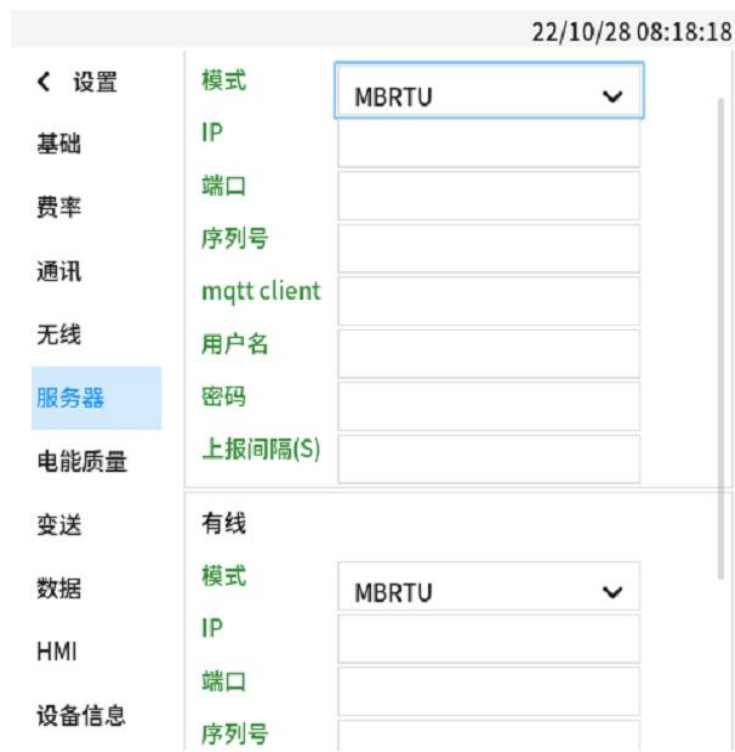 22/10/28 08:18:18
设置
基础
费率
通讯
无线
服务器
电能质量
变送
数据
HMI
设备信息
模式 MBRTU
IP
端口
序列号
mqtt client
用户名
密码
上报间隔(S)
有线
模式 MBRTU
IP
端口
序列号